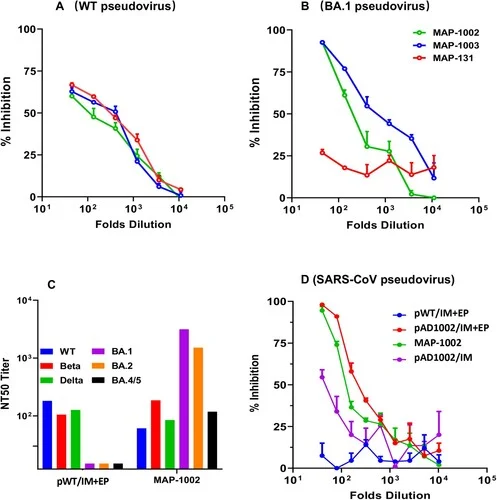 A (WT pseudovirus)
100
75
50
25
0
% Inhibition
10¹ 10² 10³ 10⁴ 10⁵
Folds Dilution
B (BA.1 pseudovirus)
MAP-1002
MAP-1003
MAP-131
100
75
50
25
0
% Inhibition
10¹ 10² 10³ 10⁴ 10⁵
Folds Dilution
C
10⁴
10³
10²
NT50 Titer
WT BA.1
Beta BA.2
Delta BA.4/5
pWT/IM+EP MAP-1002
D (SARS-CoV pseudovirus)
pWT/IM+EP
pAD1002/IM+EP
MAP-1002
pAD1002/IM
100
75
50
25
0
% Inhibition
10¹ 10² 10³ 10⁴ 10⁵
Folds Dilution